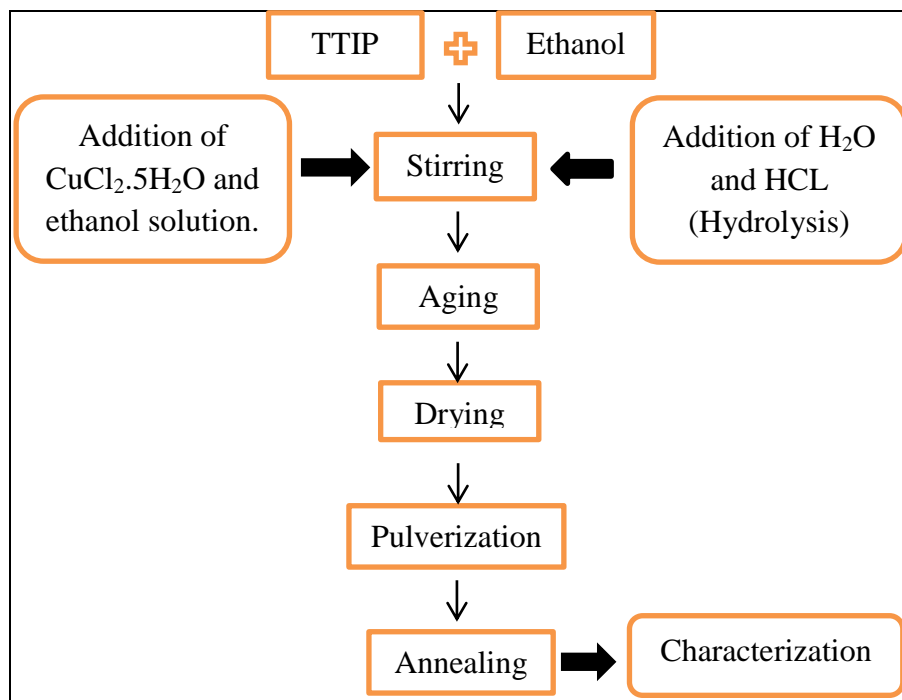 TTIP
Ethanol
Addition of
CuCl₂.5H₂O and
ethanol solution.
Stirring
Addition of H₂O
and HCL
(Hydrolysis)
Aging
Drying
Pulverization
Annealing
Characterization